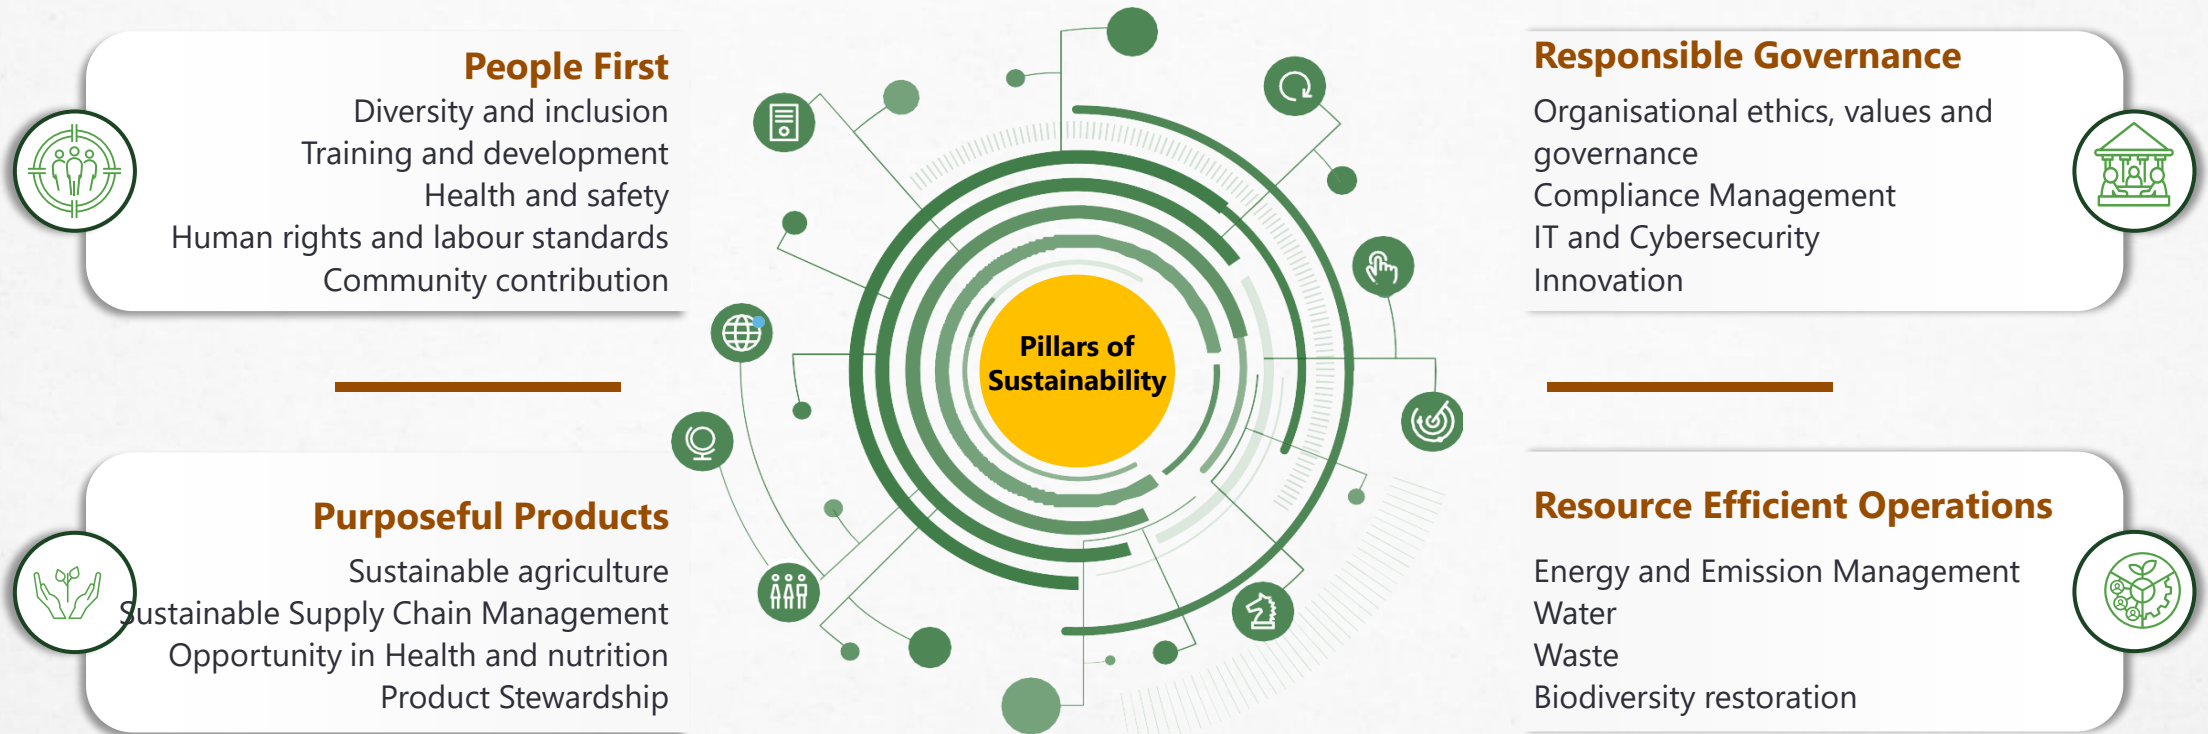 People First
Diversity and inclusion
Training and development
Health and safety
Human rights and labour standards
Community contribution
Responsible Governance
Organisational ethics, values and
governance
Compliance Management
IT and Cybersecurity
Innovation
Pillars of
Sustainability
Purposeful Products
Sustainable agriculture
Sustainable Supply Chain Management
Opportunity in Health and nutrition
Product Stewardship
Resource Efficient Operations
Energy and Emission Management
Water
Waste
Biodiversity restoration